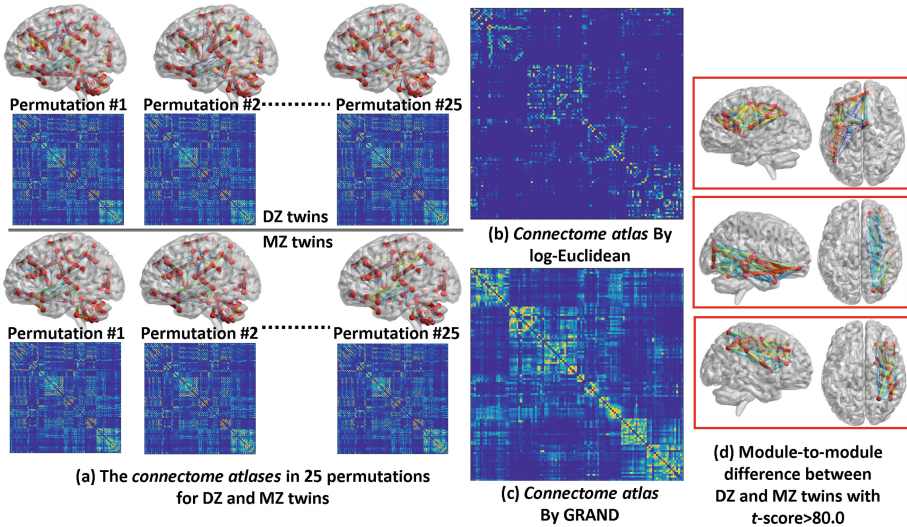 Permutation #1 Permutation #2 Permutation #25
DZ twins
MZ twins
Permutation #1 Permutation #2 Permutation #25
(a) The connectome atlases in 25 permutations
for DZ and MZ twins
(b) Connectome atlas By
log-Euclidean
(c) Connectome atlas
By GRAND
(d) Module-to-module
difference between
DZ and MZ twins with
t-score>80.0